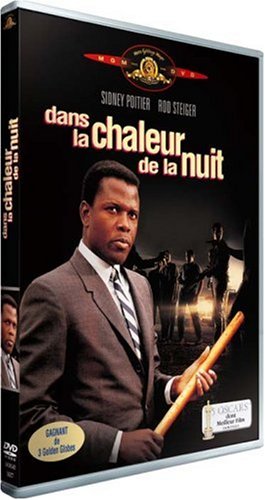 MGM DVD
SIDNEY POITIER ROD STEIGER
dans
la chaleur
de la nuit
GAGNANT
de
3 Golden Globes
5 OSCARS
dont
Meilleur Film
dans la chaleur de la nuit
DVD